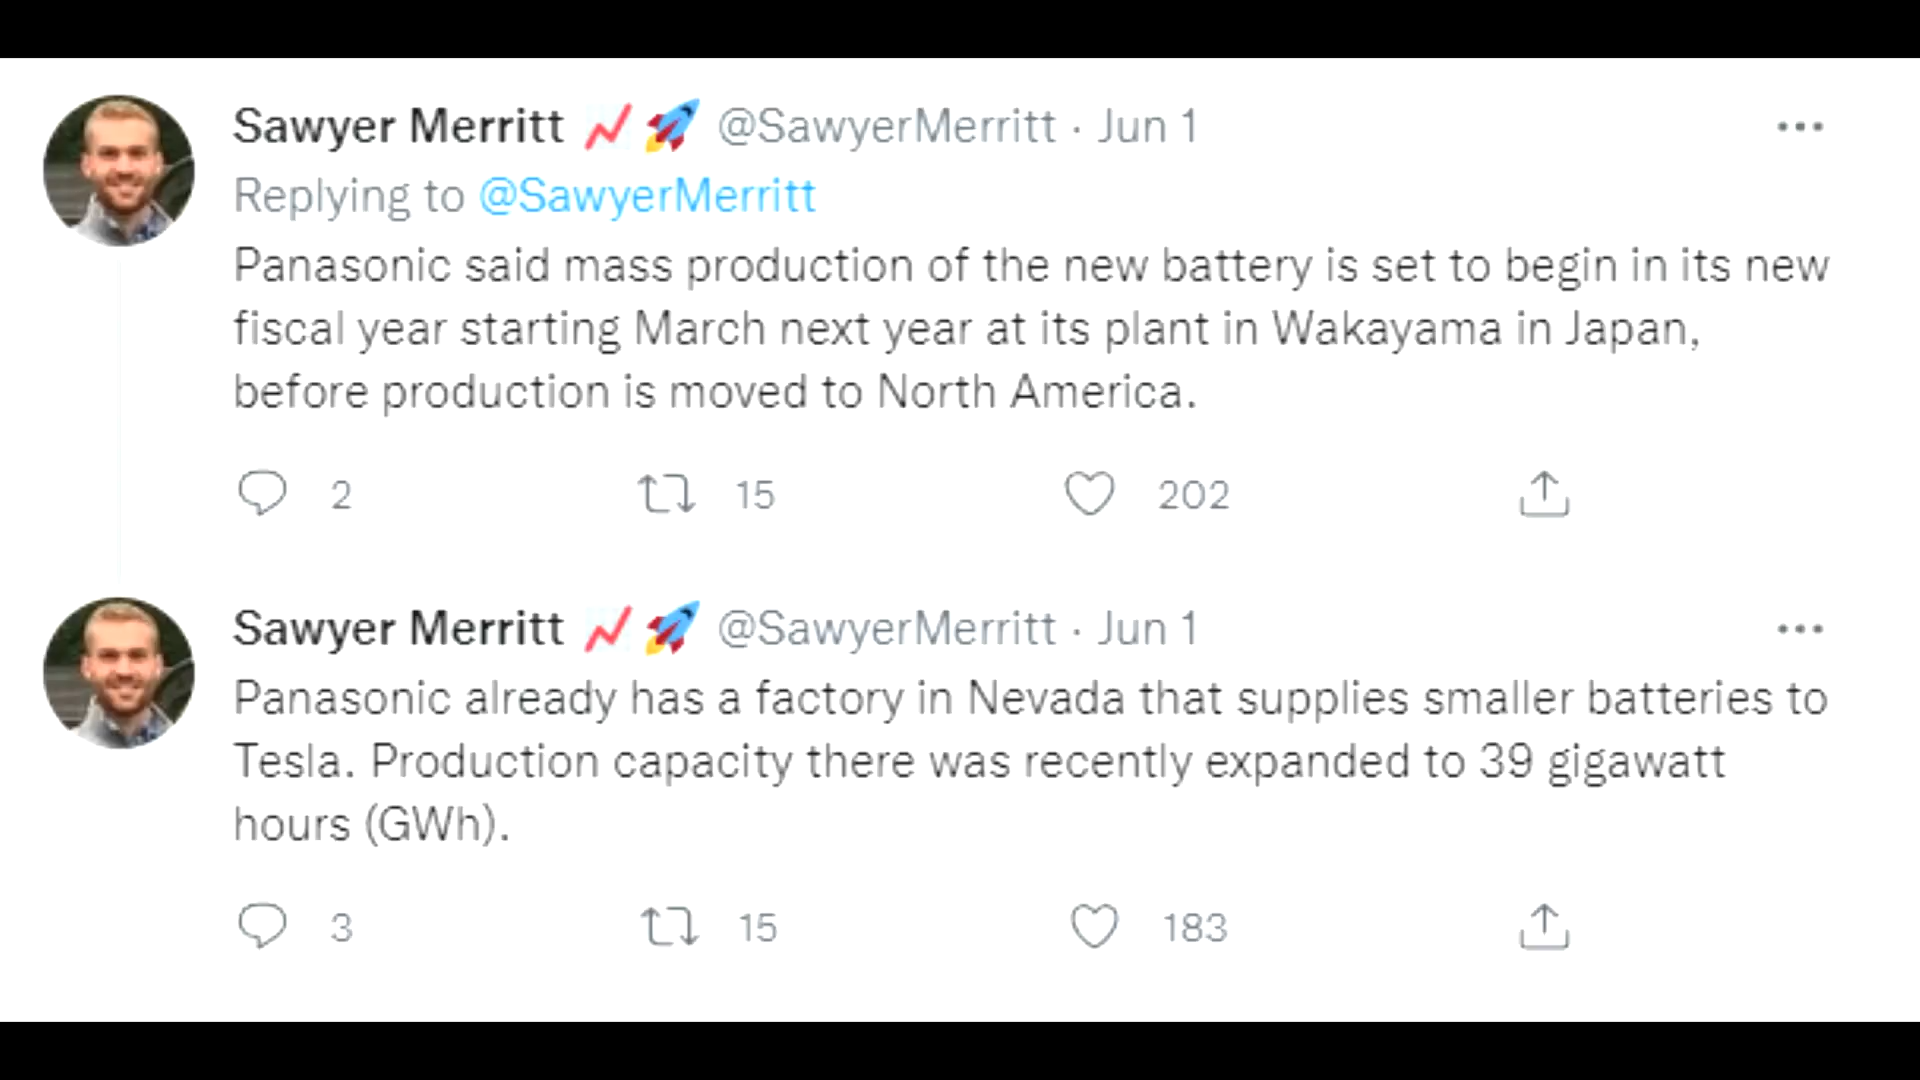 Sawyer Merritt 📈🚀 @SawyerMerritt · Jun 1
Replying to @SawyerMerritt
Panasonic said mass production of the new battery is set to begin in its new
fiscal year starting March next year at its plant in Wakayama in Japan,
before production is moved to North America.
2 15 202
Sawyer Merritt 📈🚀 @SawyerMerritt · Jun 1
Panasonic already has a factory in Nevada that supplies smaller batteries to
Tesla. Production capacity there was recently expanded to 39 gigawatt
hours (GWh).
3 15 183